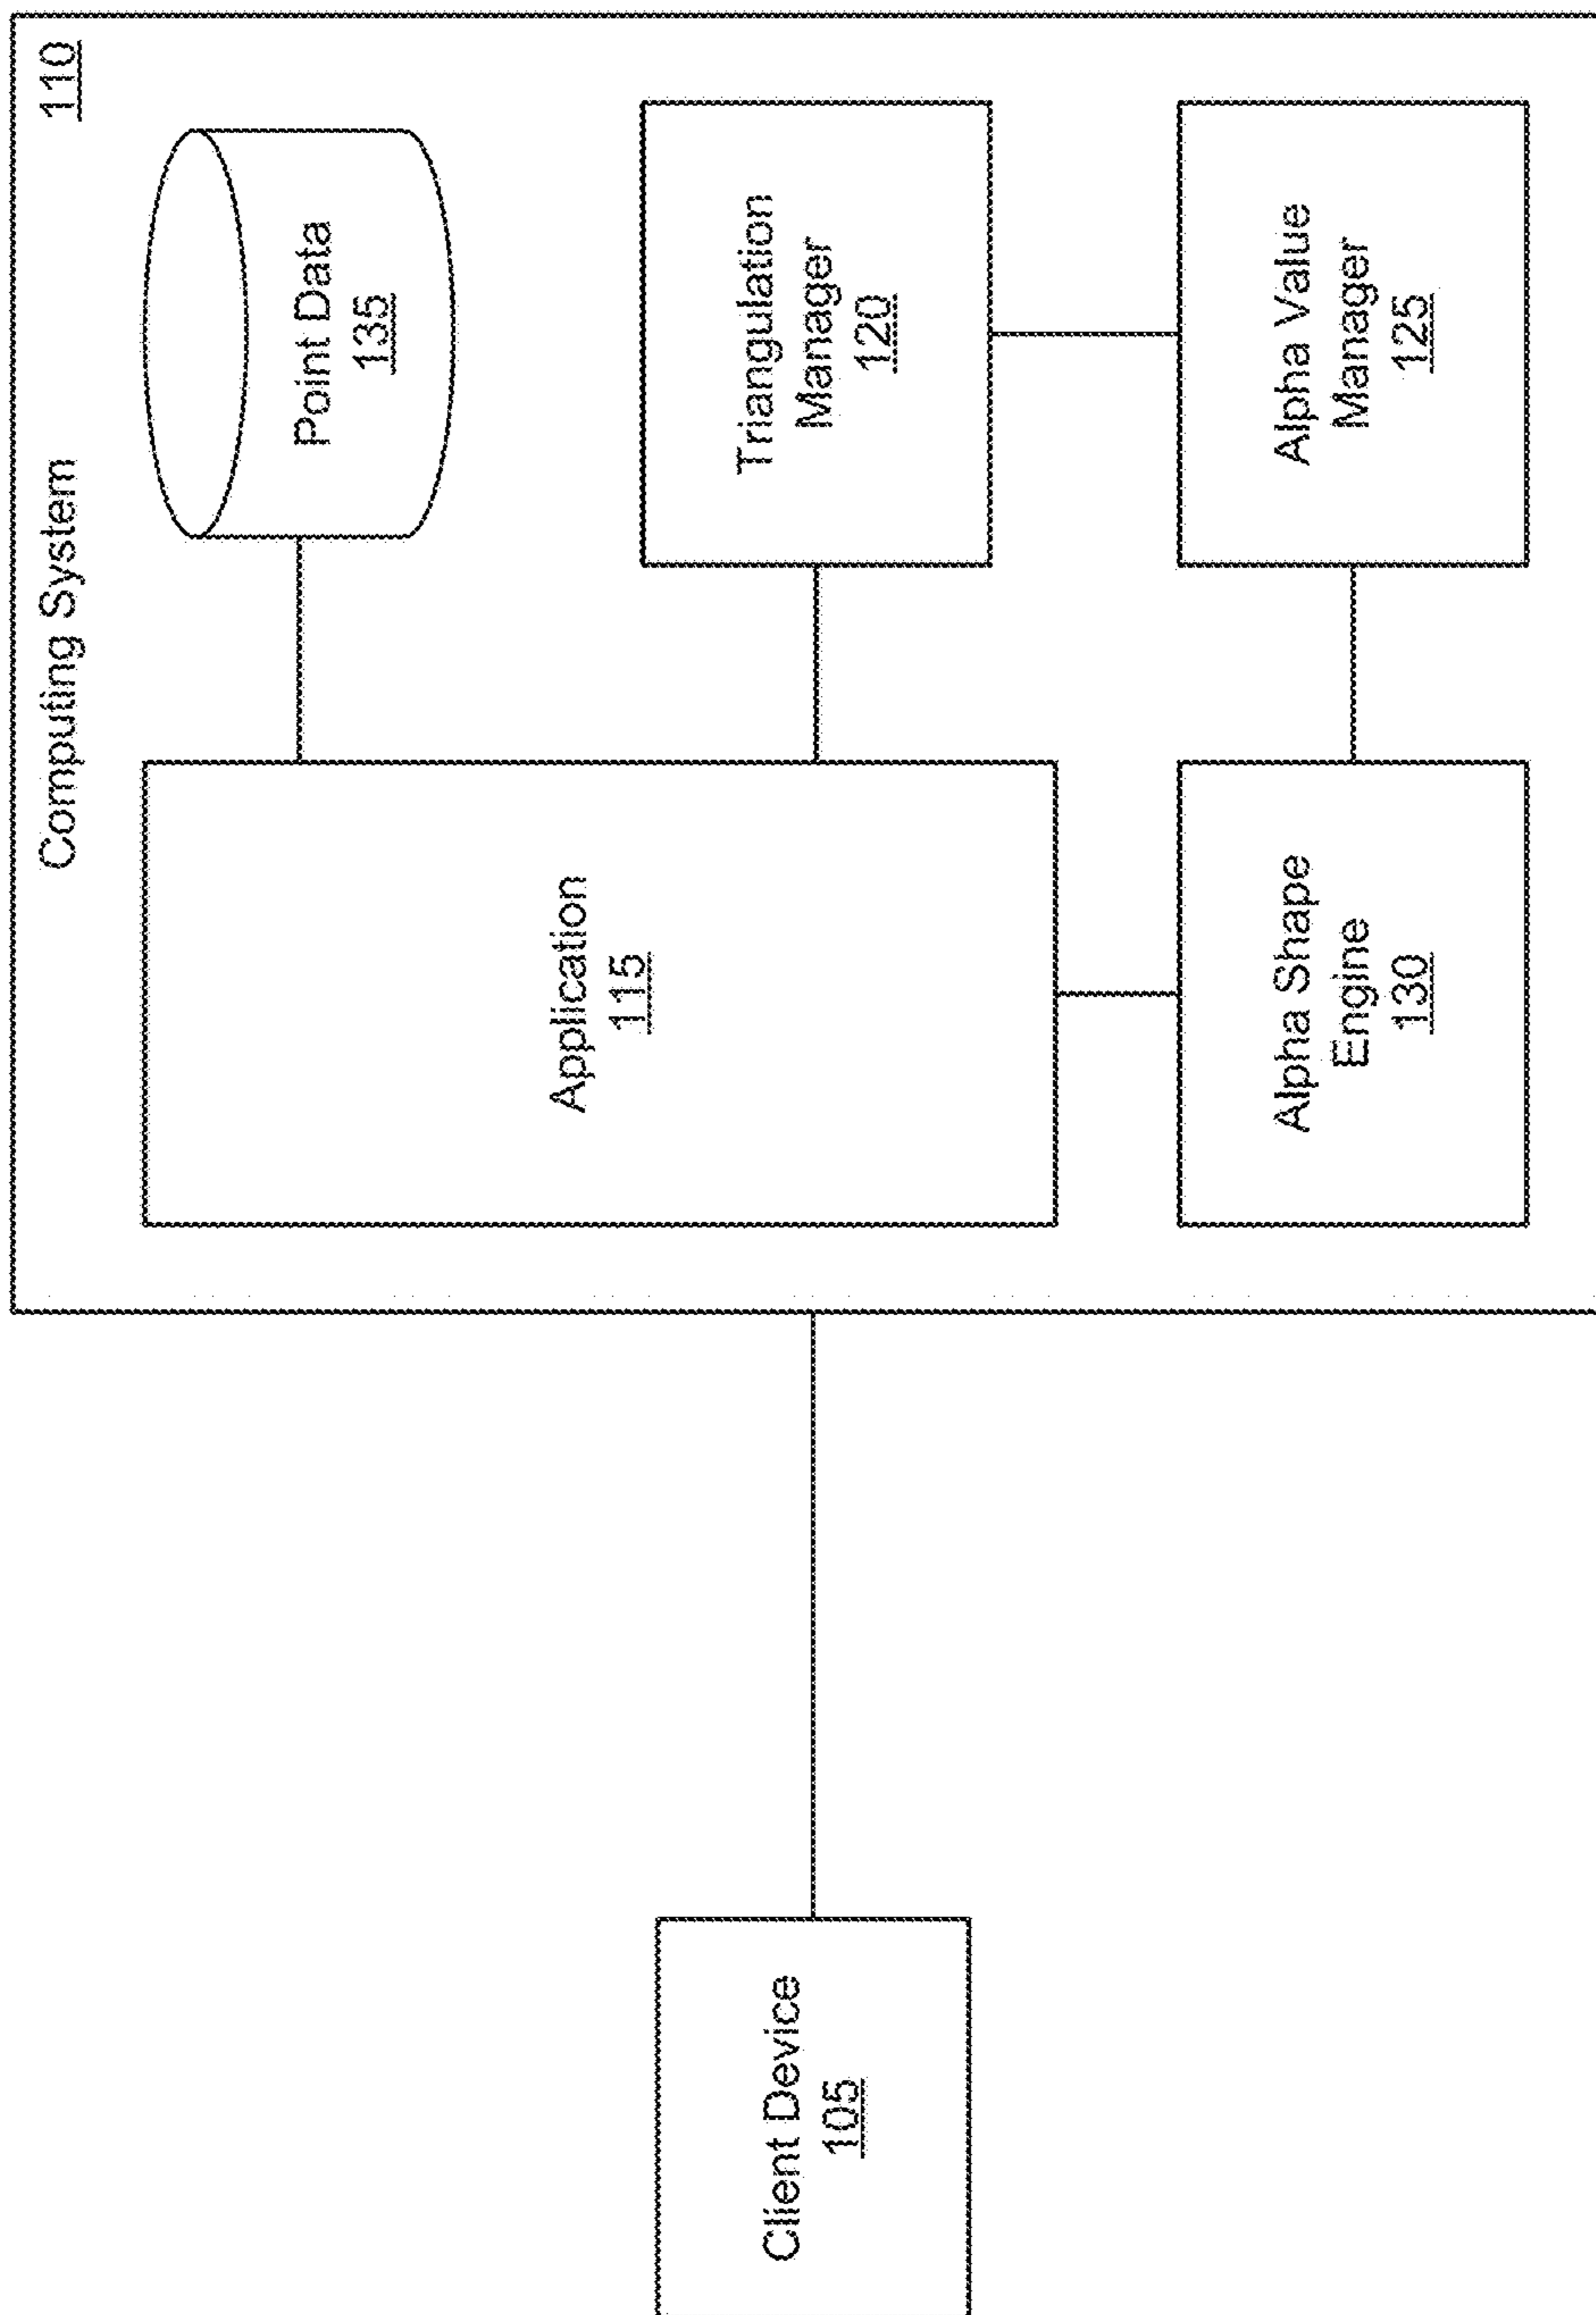 Computing System
110
Client Device
105
Application
115
Point Data
135
Triangulation
Manager
120
Alpha Shape
Engine
130
Alpha Value
Manager
125